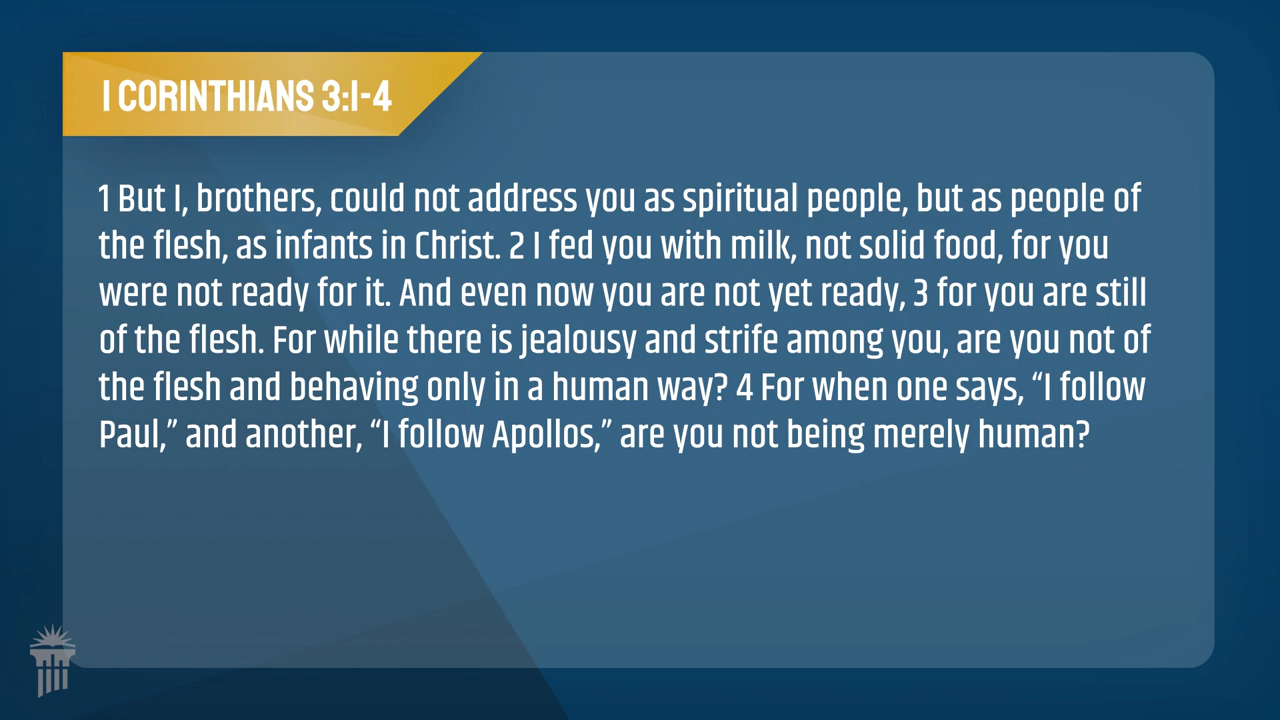 1 CORINTHIANS 3:1-4
1 But I, brothers, could not address you as spiritual people, but as people of
the flesh, as infants in Christ. 2 I fed you with milk, not solid food, for you
were not ready for it. And even now you are not yet ready, 3 for you are still
of the flesh. For while there is jealousy and strife among you, are you not of
the flesh and behaving only in a human way? 4 For when one says, “I follow
Paul,” and another, “I follow Apollos,” are you not being merely human?